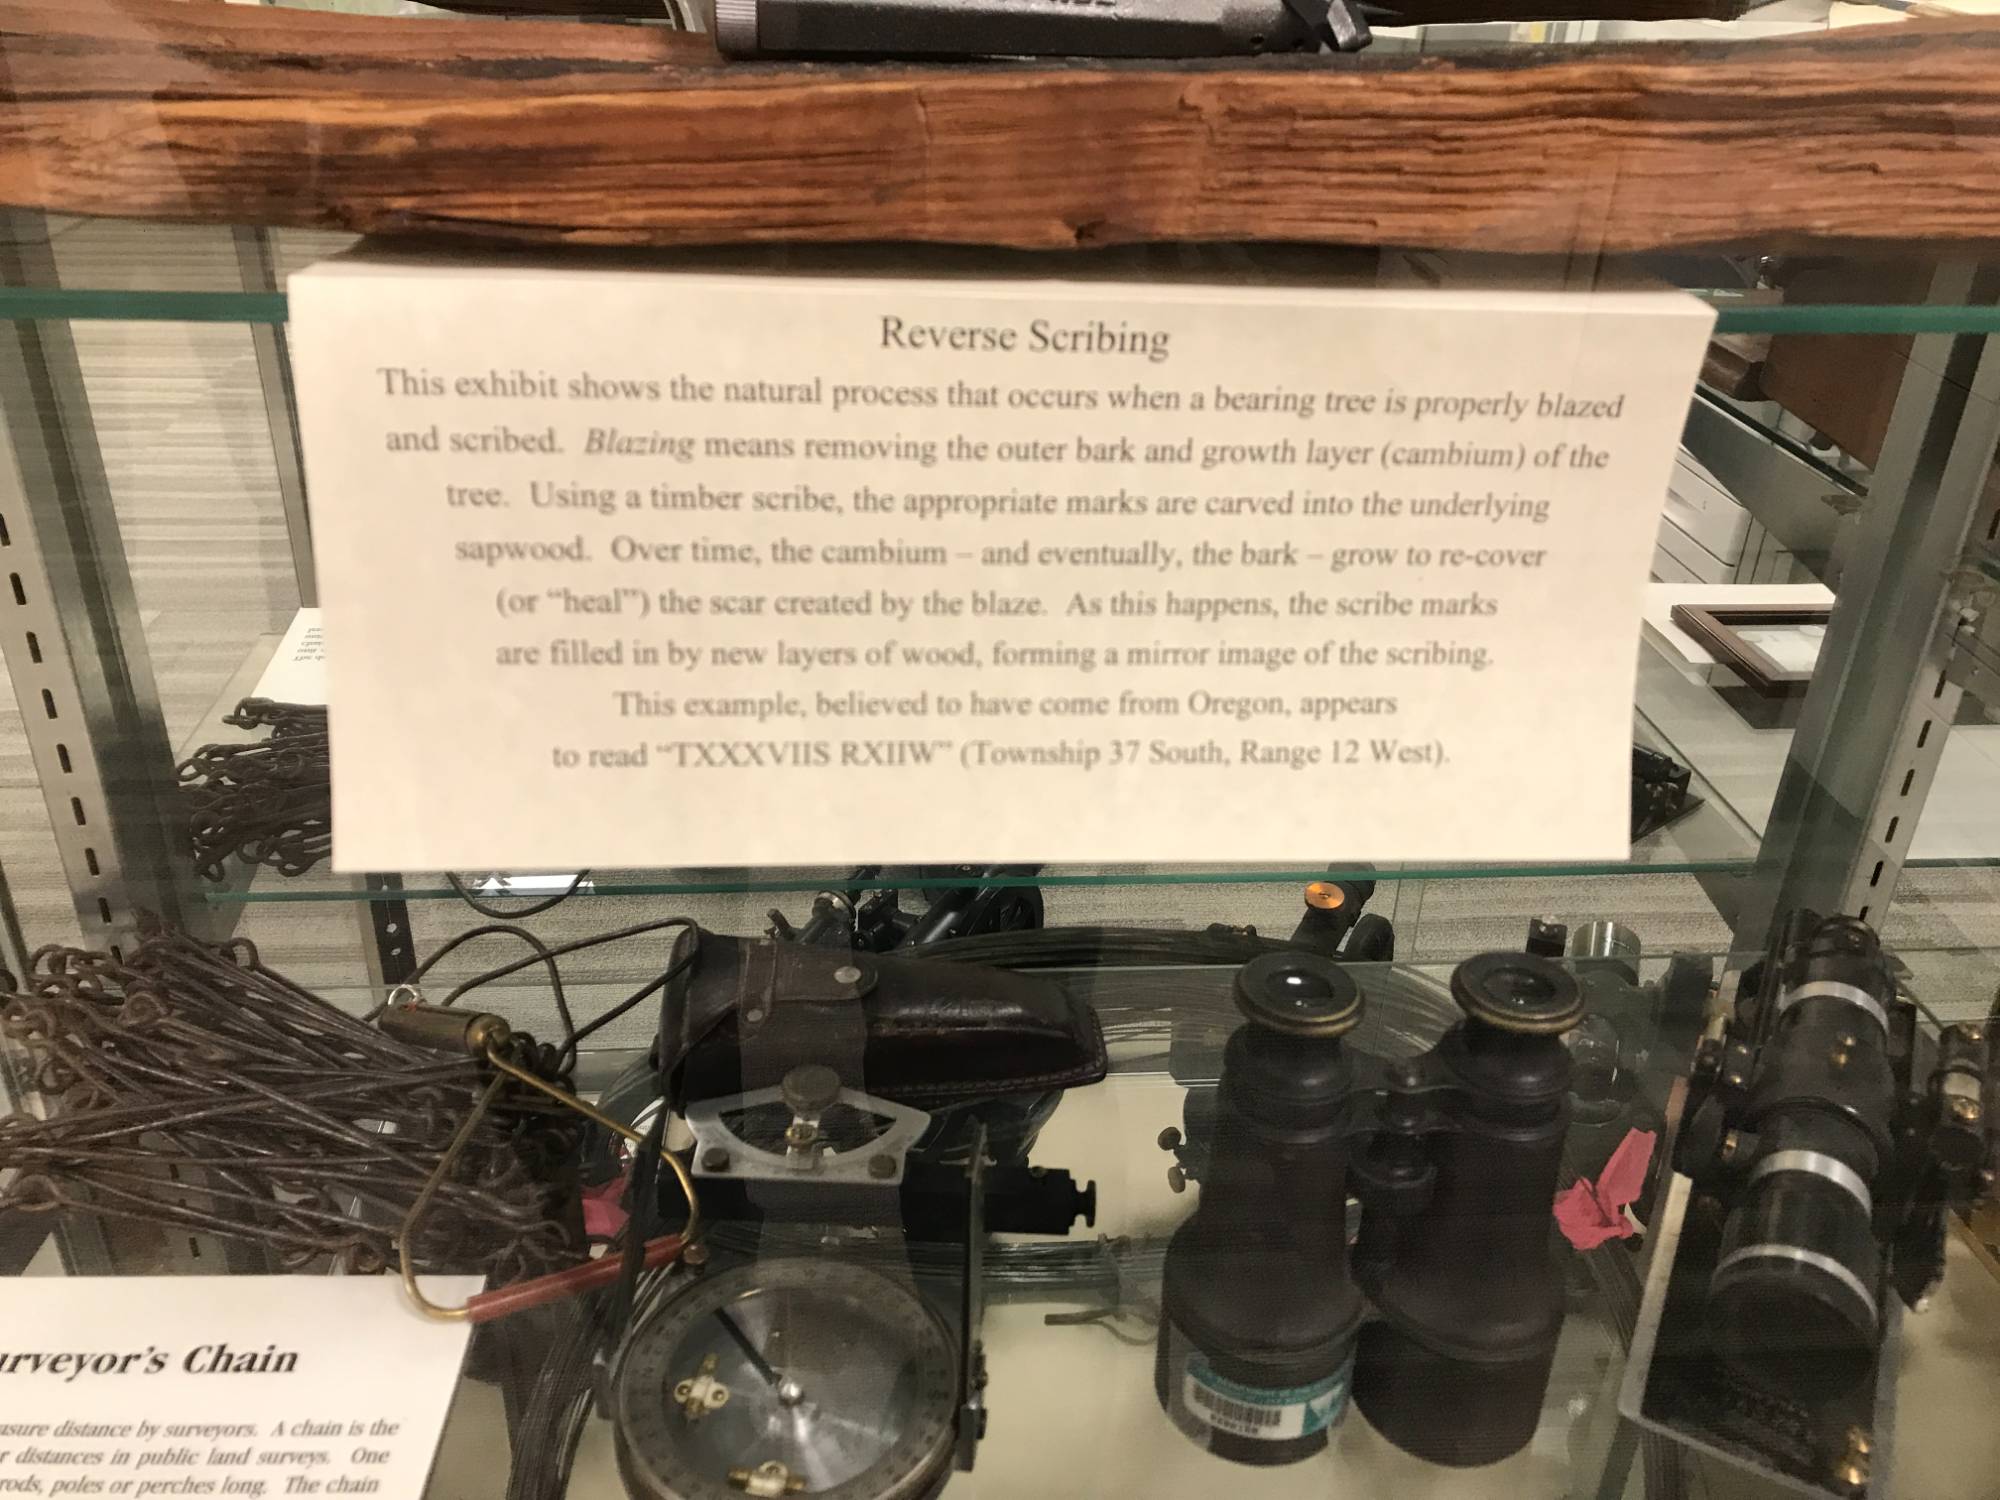 Reverse Scribing
This exhibit shows the natural process that occurs when a bearing tree is properly blazed
and scribed. Blazing means removing the outer bark and growth layer (cambium) of the
tree. Using a timber scribe, the appropriate marks are carved into the underlying
sapwood. Over time, the cambium – and eventually, the bark – grow to re-cover
(or “heal”) the scar created by the blaze. As this happens, the scribe marks
are filled in by new layers of wood, forming a mirror image of the scribing.
This example, believed to have come from Oregon, appears
to read “TXXXVIIS RXIIW” (Township 37 South, Range 12 West).
urveyor's Chain
asure distance by surveyors. A chain is the
r distances in public land surveys. One
rods, poles or perches long. The chain